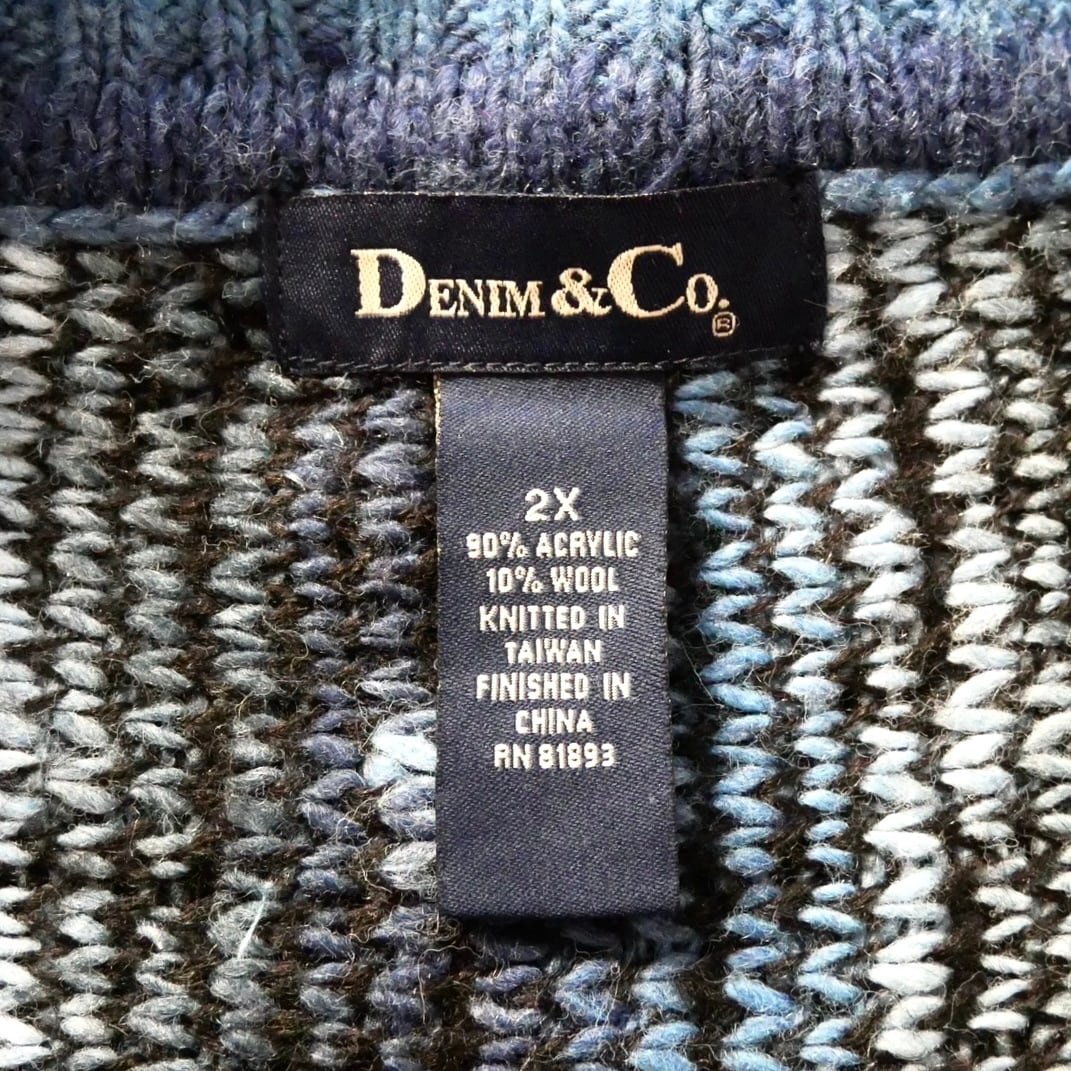 DENIM & CO. ®
2X
90% ACRYLIC
10% WOOL
KNITTED IN
TAIWAN
FINISHED IN
CHINA
RN 81893